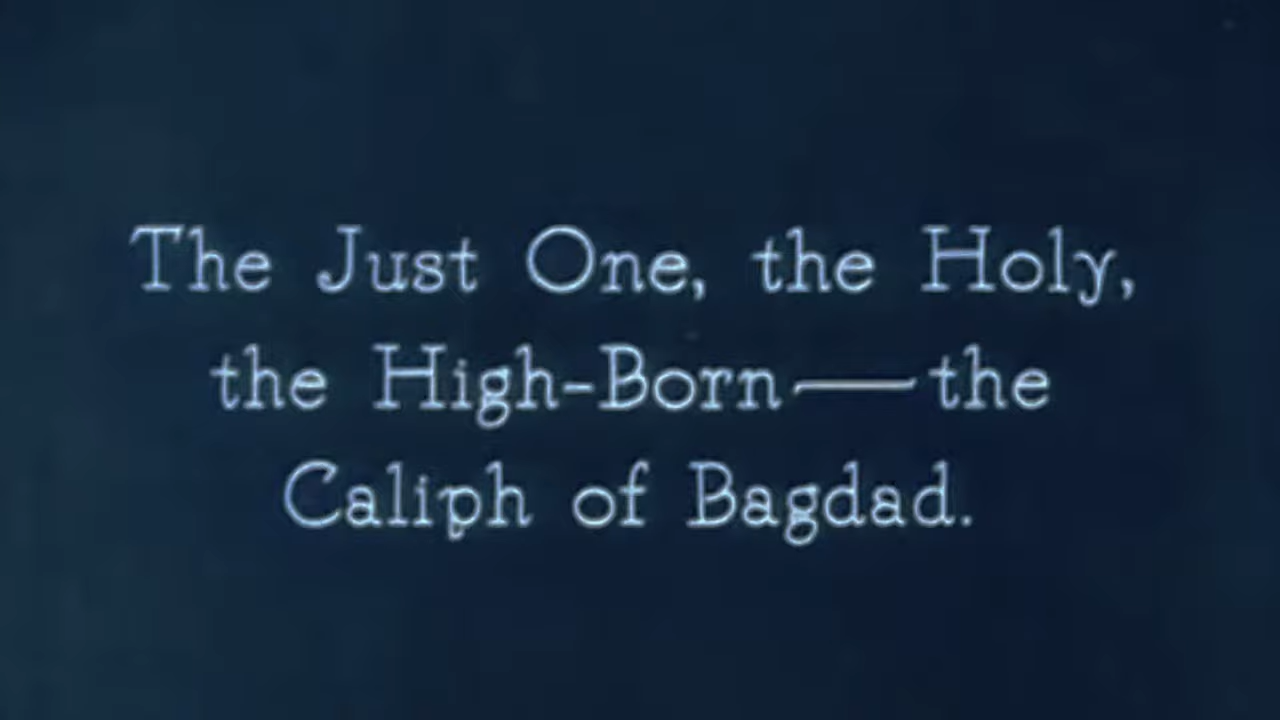 The Just One, the Holy,
the High-Born—the
Caliph of Bagdad.